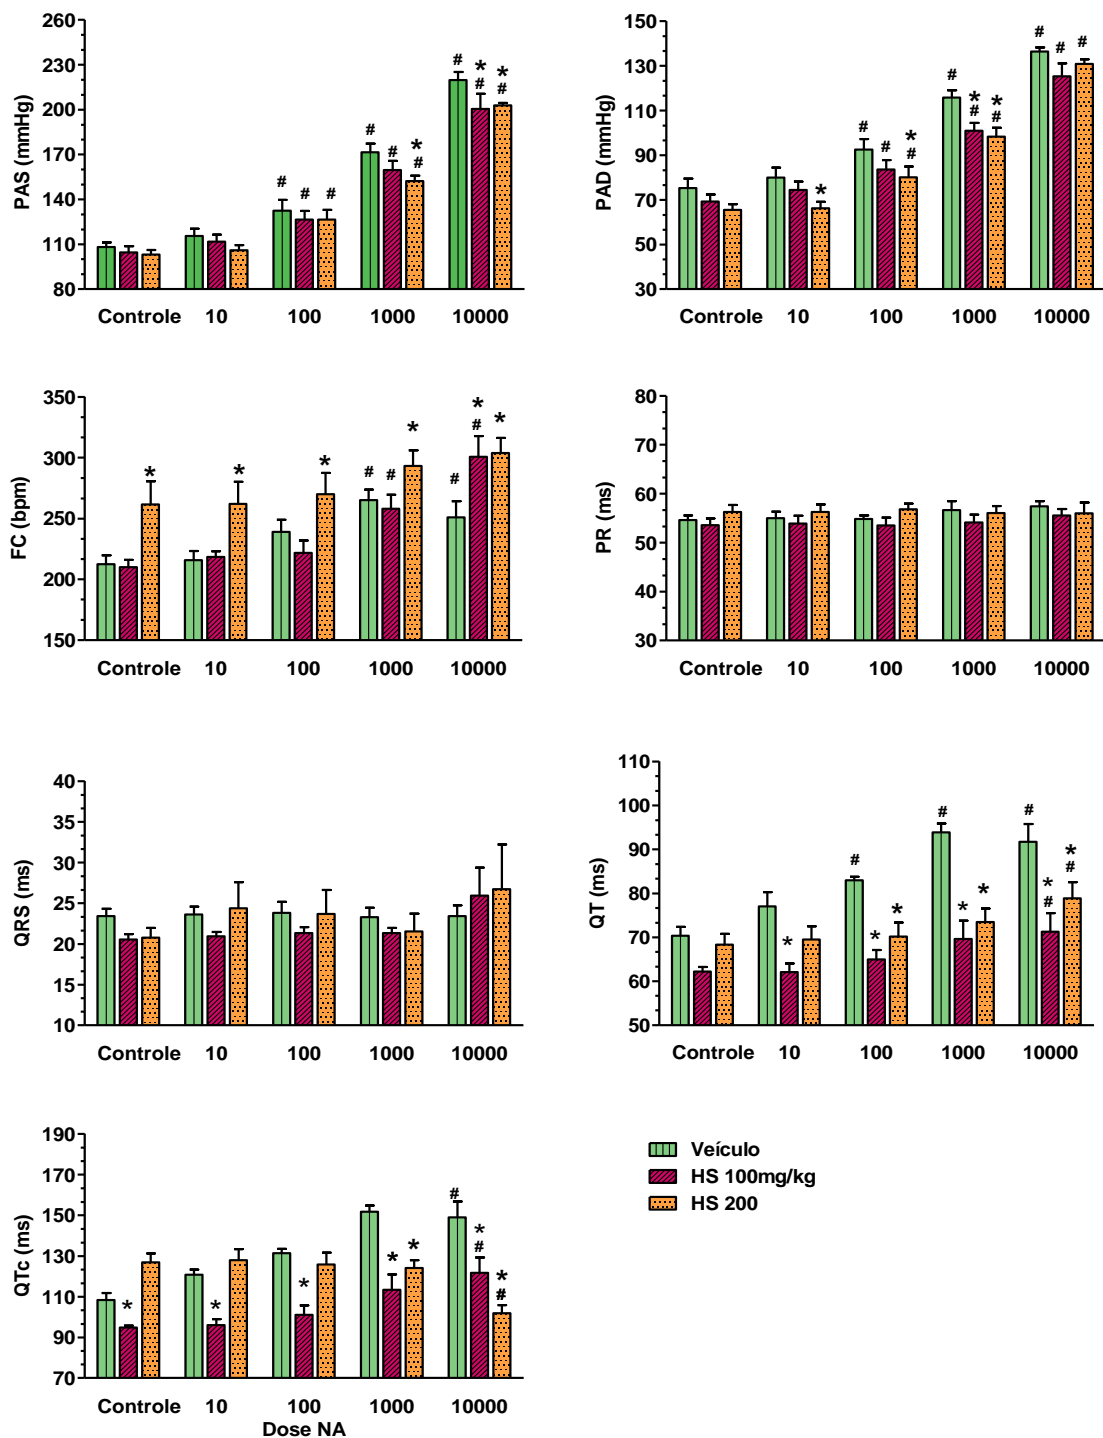 PAS (mmHg)
260
230
200
170
140
110
80
# # * # * #
# # * #
# # #
Controle 10 100 1000 10000
PAD (mmHg)
150
130
110
90
70
50
30
# # #
# * # * #
# # * #
*
Controle 10 100 1000 10000
FC (bpm)
350
300
250
200
150
* * * # # * # * # *
Controle 10 100 1000 10000
PR (ms)
80
70
60
50
40
30
Controle 10 100 1000 10000
QRS (ms)
40
35
30
25
20
15
10
Controle 10 100 1000 10000
QT (ms)
110
100
90
80
70
60
50
* # * * # * * # * # * #
Controle 10 100 1000 10000
QTc (ms)
190
170
150
130
110
90
70
* * * * * # * # * #
Controle 10 100 1000 10000
Dose NA
Veículo
HS 100mg/kg
HS 200